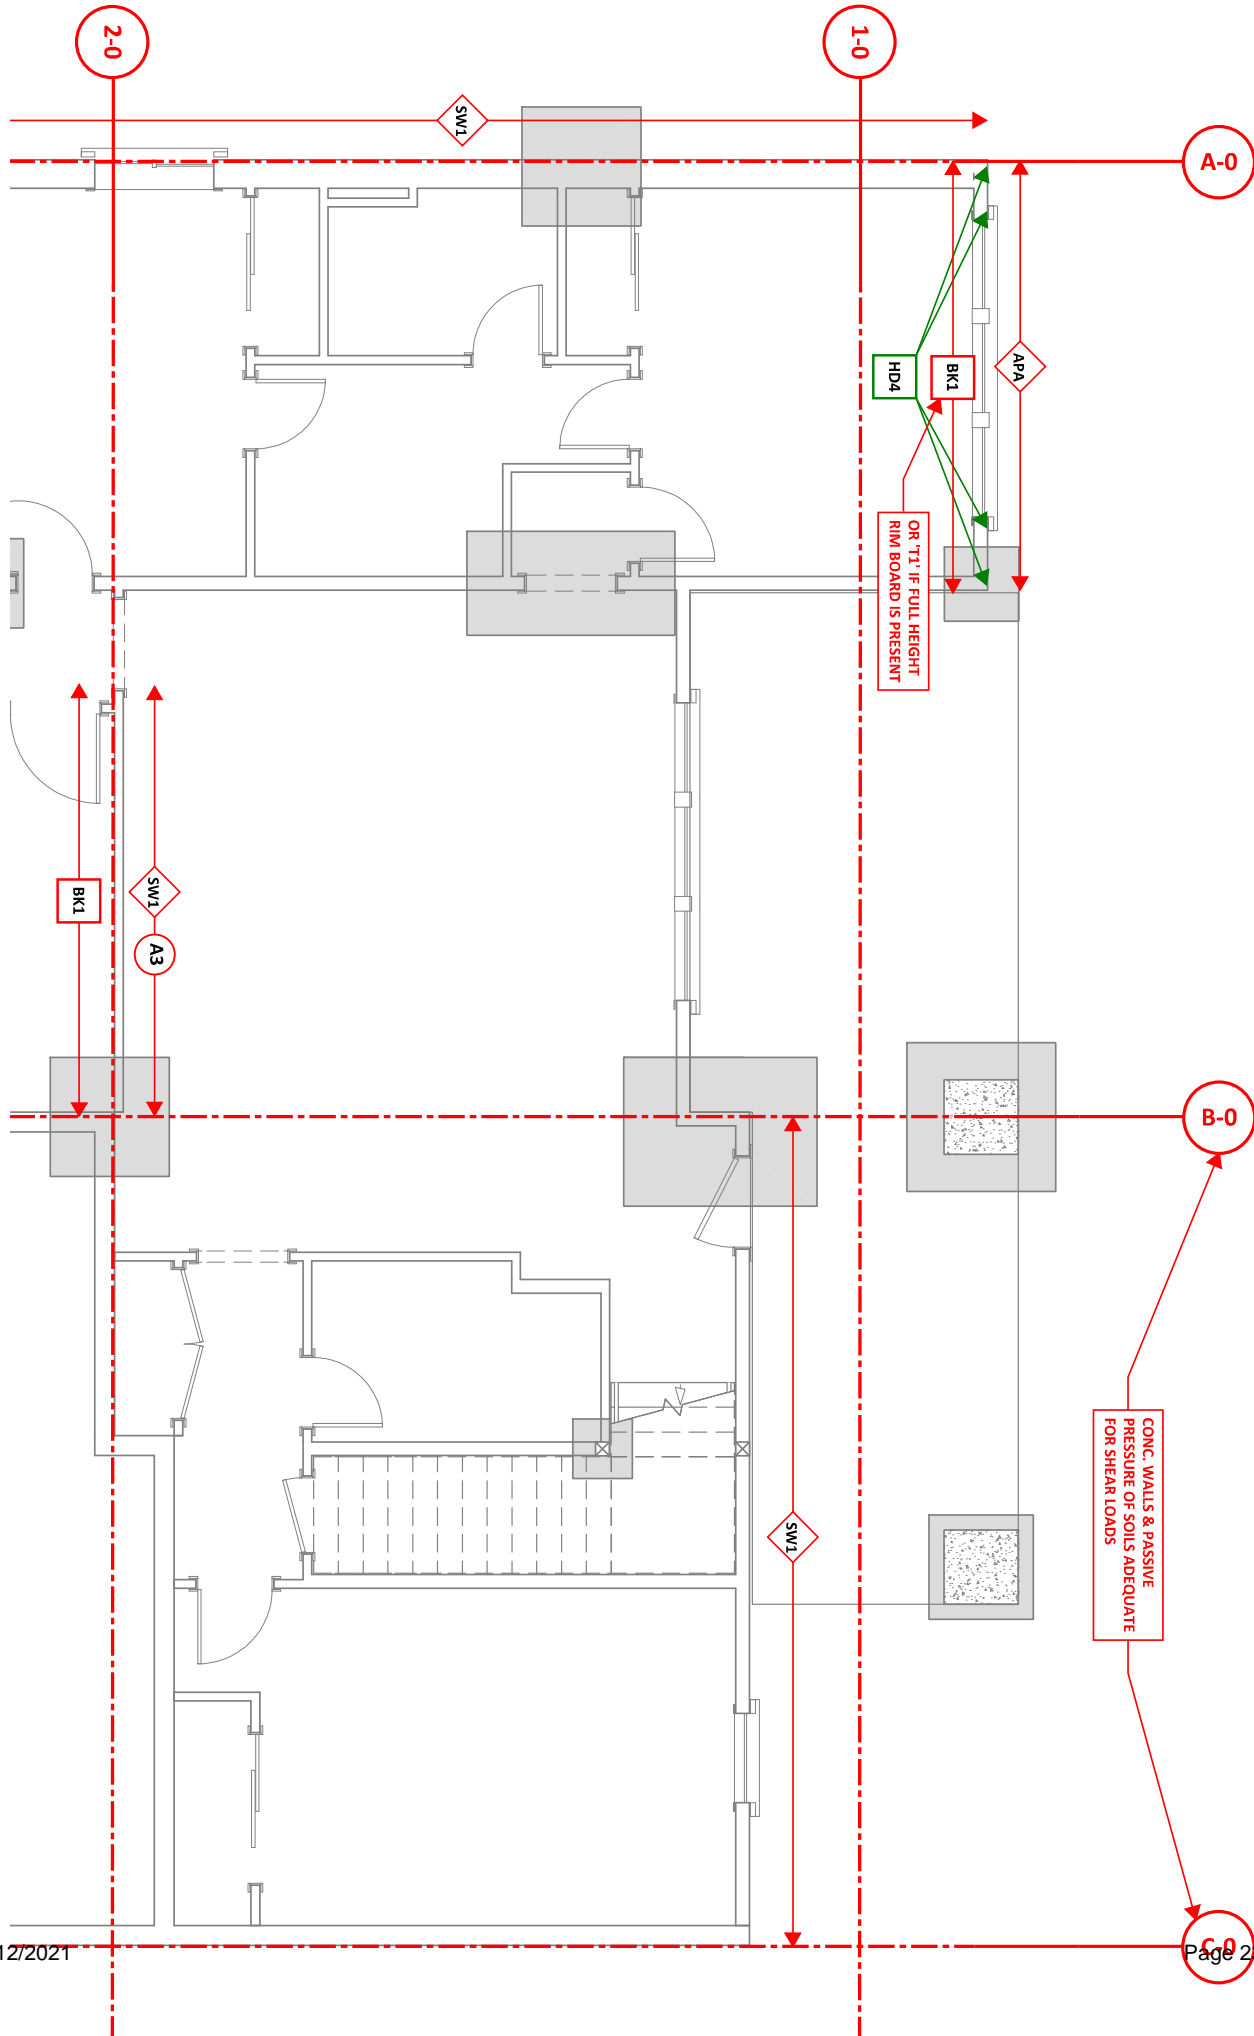 2-0
1-0
SW1
A-0
HD4
BK1
APA
OR 'T1' IF FULL HEIGHT
RIM BOARD IS PRESENT
BK1
SW1
A3
B-0
CONC. WALLS & PASSIVE
PRESSURE OF SOILS ADEQUATE
FOR SHEAR LOADS
SW1
C-0
12/2021
Page 2